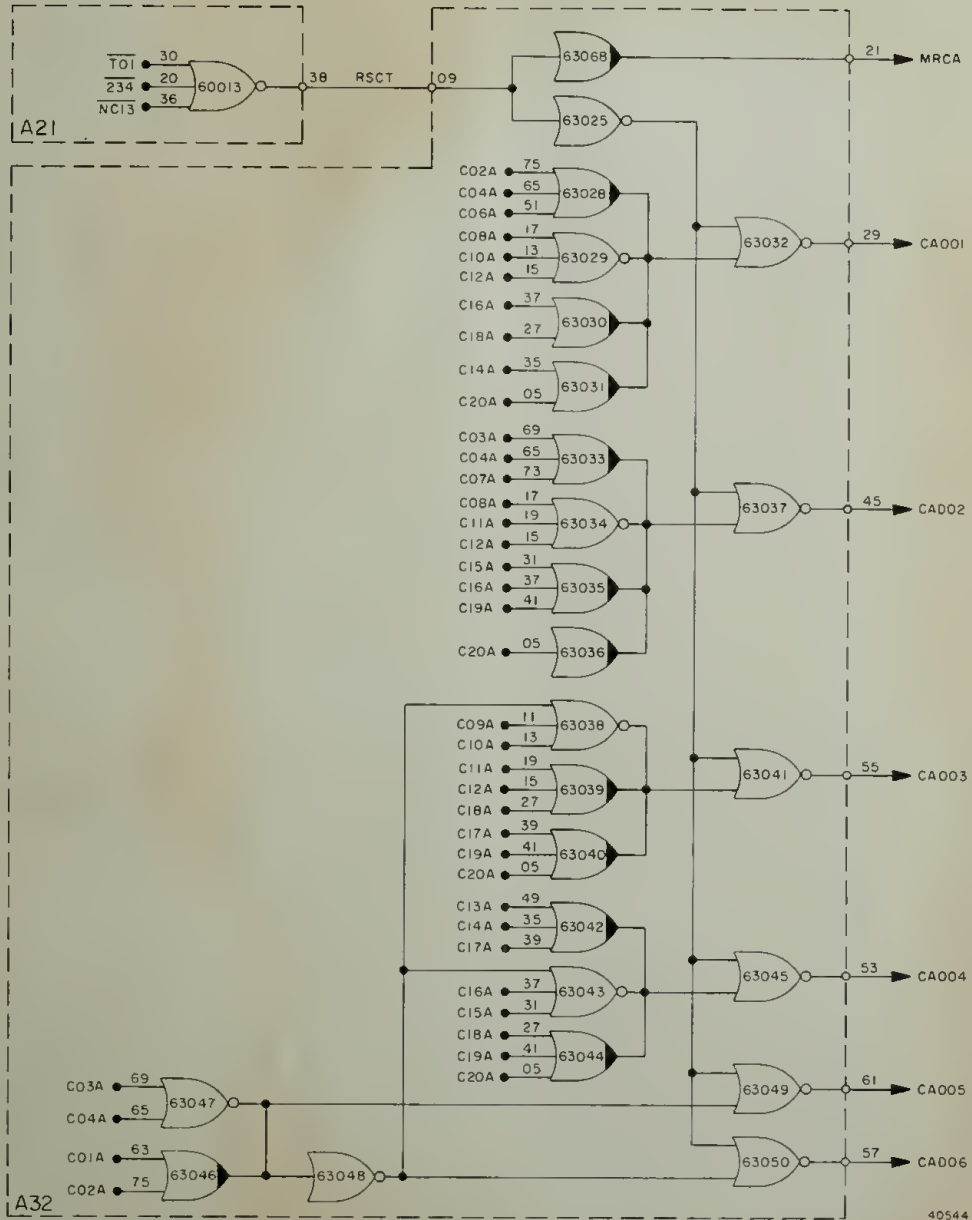 T01 30
234 20
NC13 36
60013
38 RSCT 09
A21
63068
21 MRCA
63025
C02A 75
C04A 65
C06A 51
63028
C08A 17
C10A 13
C12A 15
63029
63032
29 CA001
C16A 37
C18A 27
63030
C14A 35
C20A 05
63031
C03A 69
C04A 65
C07A 73
63033
C08A 17
C11A 19
C12A 15
63034
63037
45 CAD02
C15A 31
C16A 37
C19A 41
63035
C20A 05
63036
C09A 11
C10A 13
63038
C11A 19
C12A 15
C18A 27
63039
63041
55 CA003
C17A 39
C19A 41
C20A 05
63040
C13A 49
C14A 35
C17A 39
63042
C16A 37
C15A 31
63043
63045
53 CA004
C18A 27
C19A 41
C20A 05
63044
C03A 69
C04A 65
63047
63049
61 CA005
C01A 63
C02A 75
63046
63048
63050
57 CAD06
A32
40544